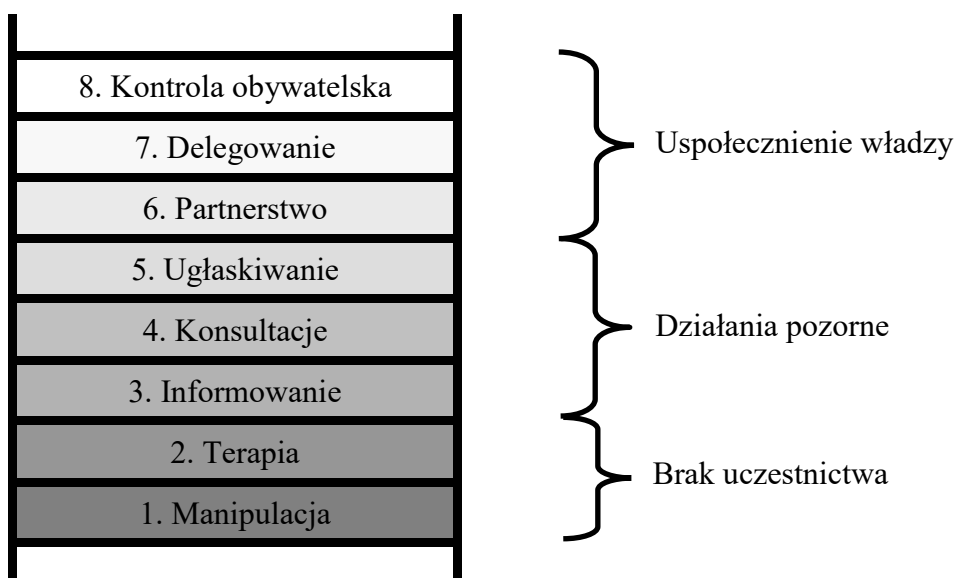 8. Kontrola obywatelska
7. Delegowanie
6. Partnerstwo
5. Ugłaskiwanie
4. Konsultacje
3. Informowanie
2. Terapia
1. Manipulacja
Uspołecznienie władzy
Działania pozorne
Brak uczestnictwa